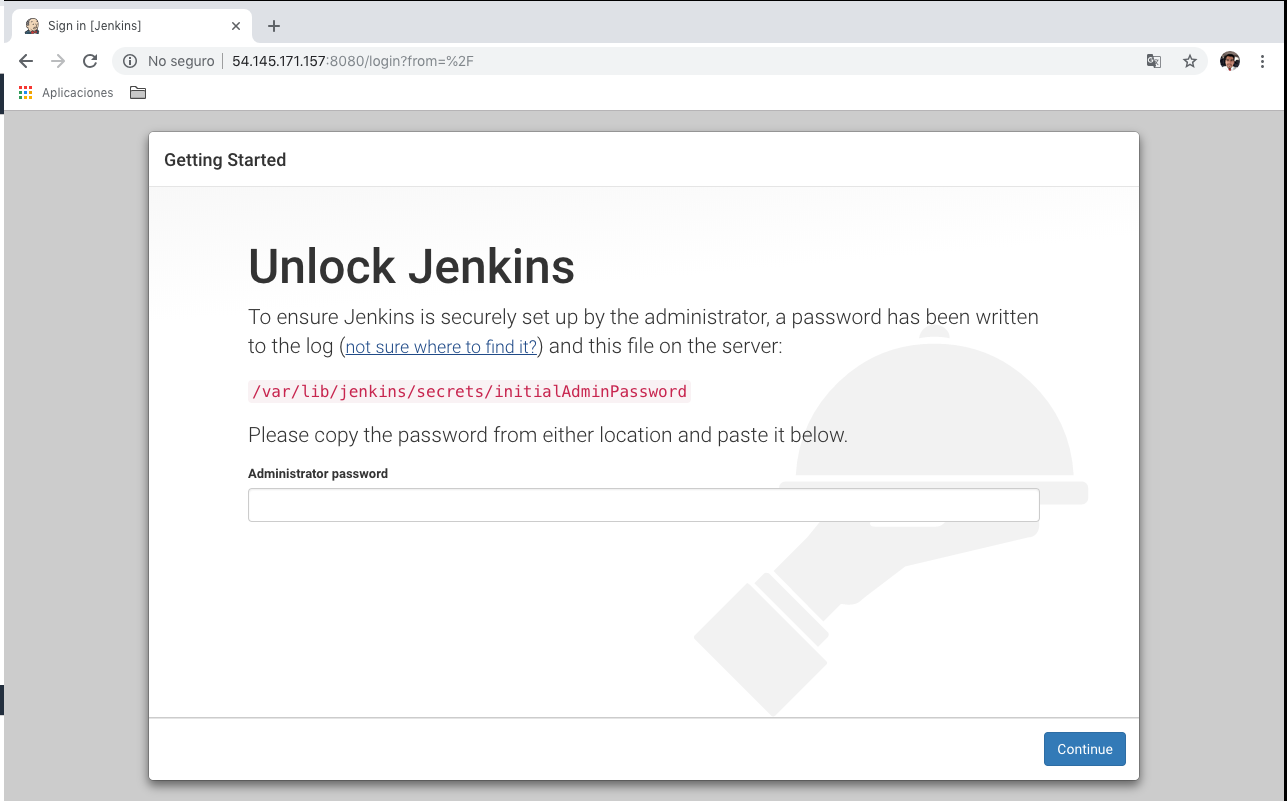 Sign in [Jenkins]
No seguro
54.145.171.157:8080/login?from=%2F
Aplicaciones
Getting Started
Unlock Jenkins
To ensure Jenkins is securely set up by the administrator, a password has been written
to the log (not sure where to find it?) and this file on the server:
/var/lib/jenkins/secrets/initialAdminPassword
Please copy the password from either location and paste it below.
Administrator password
Continue